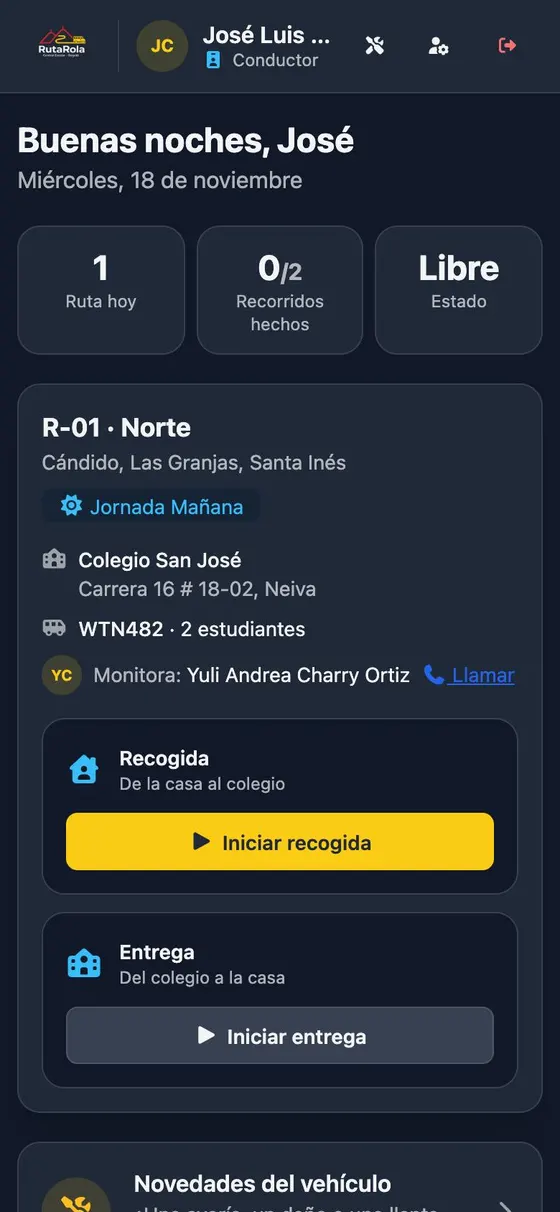 RutaRola
JC
José Luis ...
Conductor
Buenas noches, José
Miércoles, 18 de noviembre
1
Ruta hoy
0/2
Recorridos
hechos
Libre
Estado
R-01 · Norte
Cándido, Las Granjas, Santa Inés
Jornada Mañana
Colegio San José
Carrera 16 # 18-02, Neiva
WTN482 · 2 estudiantes
YC Monitora: Yuli Andrea Charry Ortiz Llamar
Recogida
De la casa al colegio
Iniciar recogida
Entrega
Del colegio a la casa
Iniciar entrega
Novedades del vehículo